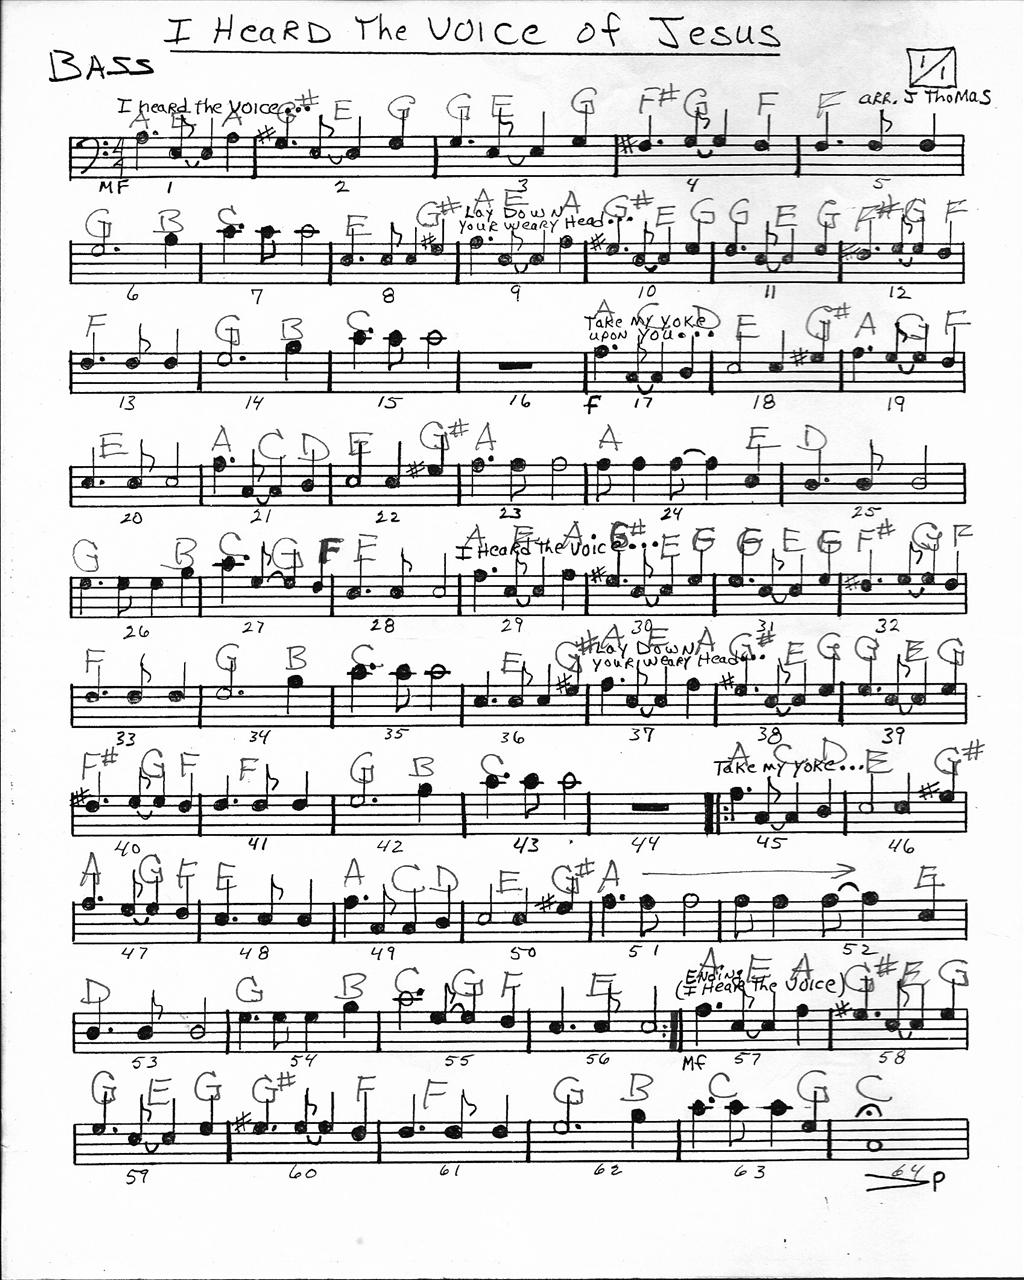 I Heard The Voice of Jesus
BASS
1/1
arr. J Thomas
I heard the Voice...
A E A G# E G G E G F# G F F
MF 1 2 3 4 5
Lay Down
Your weary Head...
G B C E G# A E A G# E G G E G F# G F
6 7 8 9 10 11 12
Take my yoke
upon you...
F G B C A C D E G# A G F
13 14 15 16 f 17 18 19
E A C D E G# A A E D
20 21 22 23 24 25
I Heard the voice...
G B C G F E A E A G# E G G E G F# G F
26 27 28 29 30 31 32
Lay Down
your weary Head...
F G B C E G# A E A G# E G G E G
33 34 35 36 37 38 39
Take my yoke...
F# G F F G B C A C D E G#
40 41 42 43 44 45 46
A G F E A C D E G# A E
47 48 49 50 51 52
Ending
(I Hear The Voice)
D G B C G F E A E A G# E G
53 54 55 56 Mf 57 58
G E G G# F F G B C G C
59 60 61 62 63 64
P